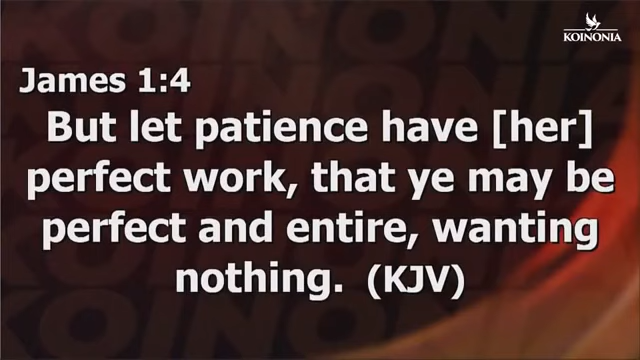 KOINONIA
James 1:4
But let patience have [her]
perfect work, that ye may be
perfect and entire, wanting
nothing. (KJV)